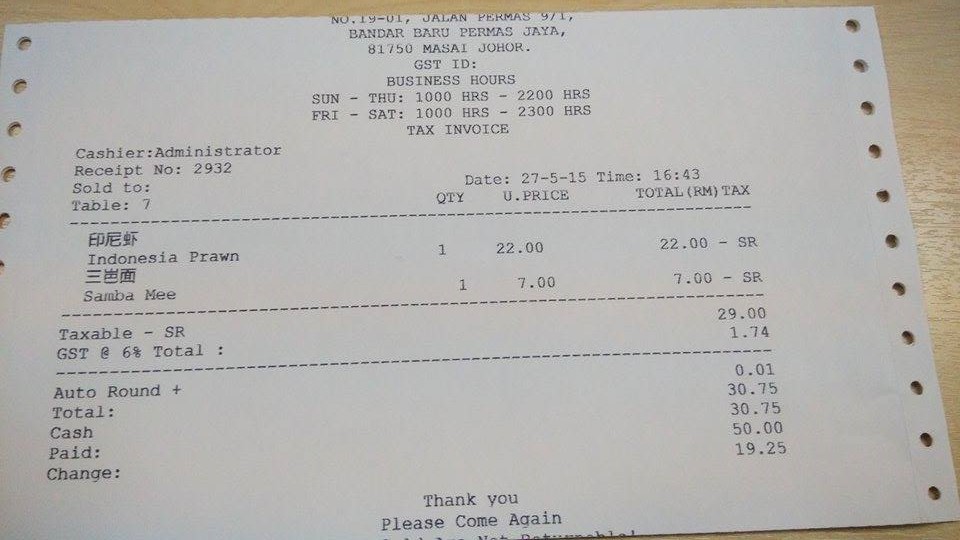 NO.19-01, JALAN PERMAS 9/1,
BANDAR BARU PERMAS JAYA,
81750 MASAI JOHOR.
GST ID:
BUSINESS HOURS
SUN - THU: 1000 HRS - 2200 HRS
FRI - SAT: 1000 HRS - 2300 HRS
TAX INVOICE
Cashier:Administrator
Receipt No: 2932
Sold to: Date: 27-5-15 Time: 16:43
Table: 7 QTY U.PRICE TOTAL(RM) TAX
印尼虾
Indonesia Prawn 1 22.00 22.00 - SR
三峇面
Samba Mee 1 7.00 7.00 - SR
Taxable - SR 29.00
GST @ 6% Total : 1.74
Auto Round + 0.01
Total: 30.75
Cash 30.75
Paid: 50.00
Change: 19.25
Thank you
Please Come Again
Not Returnable!